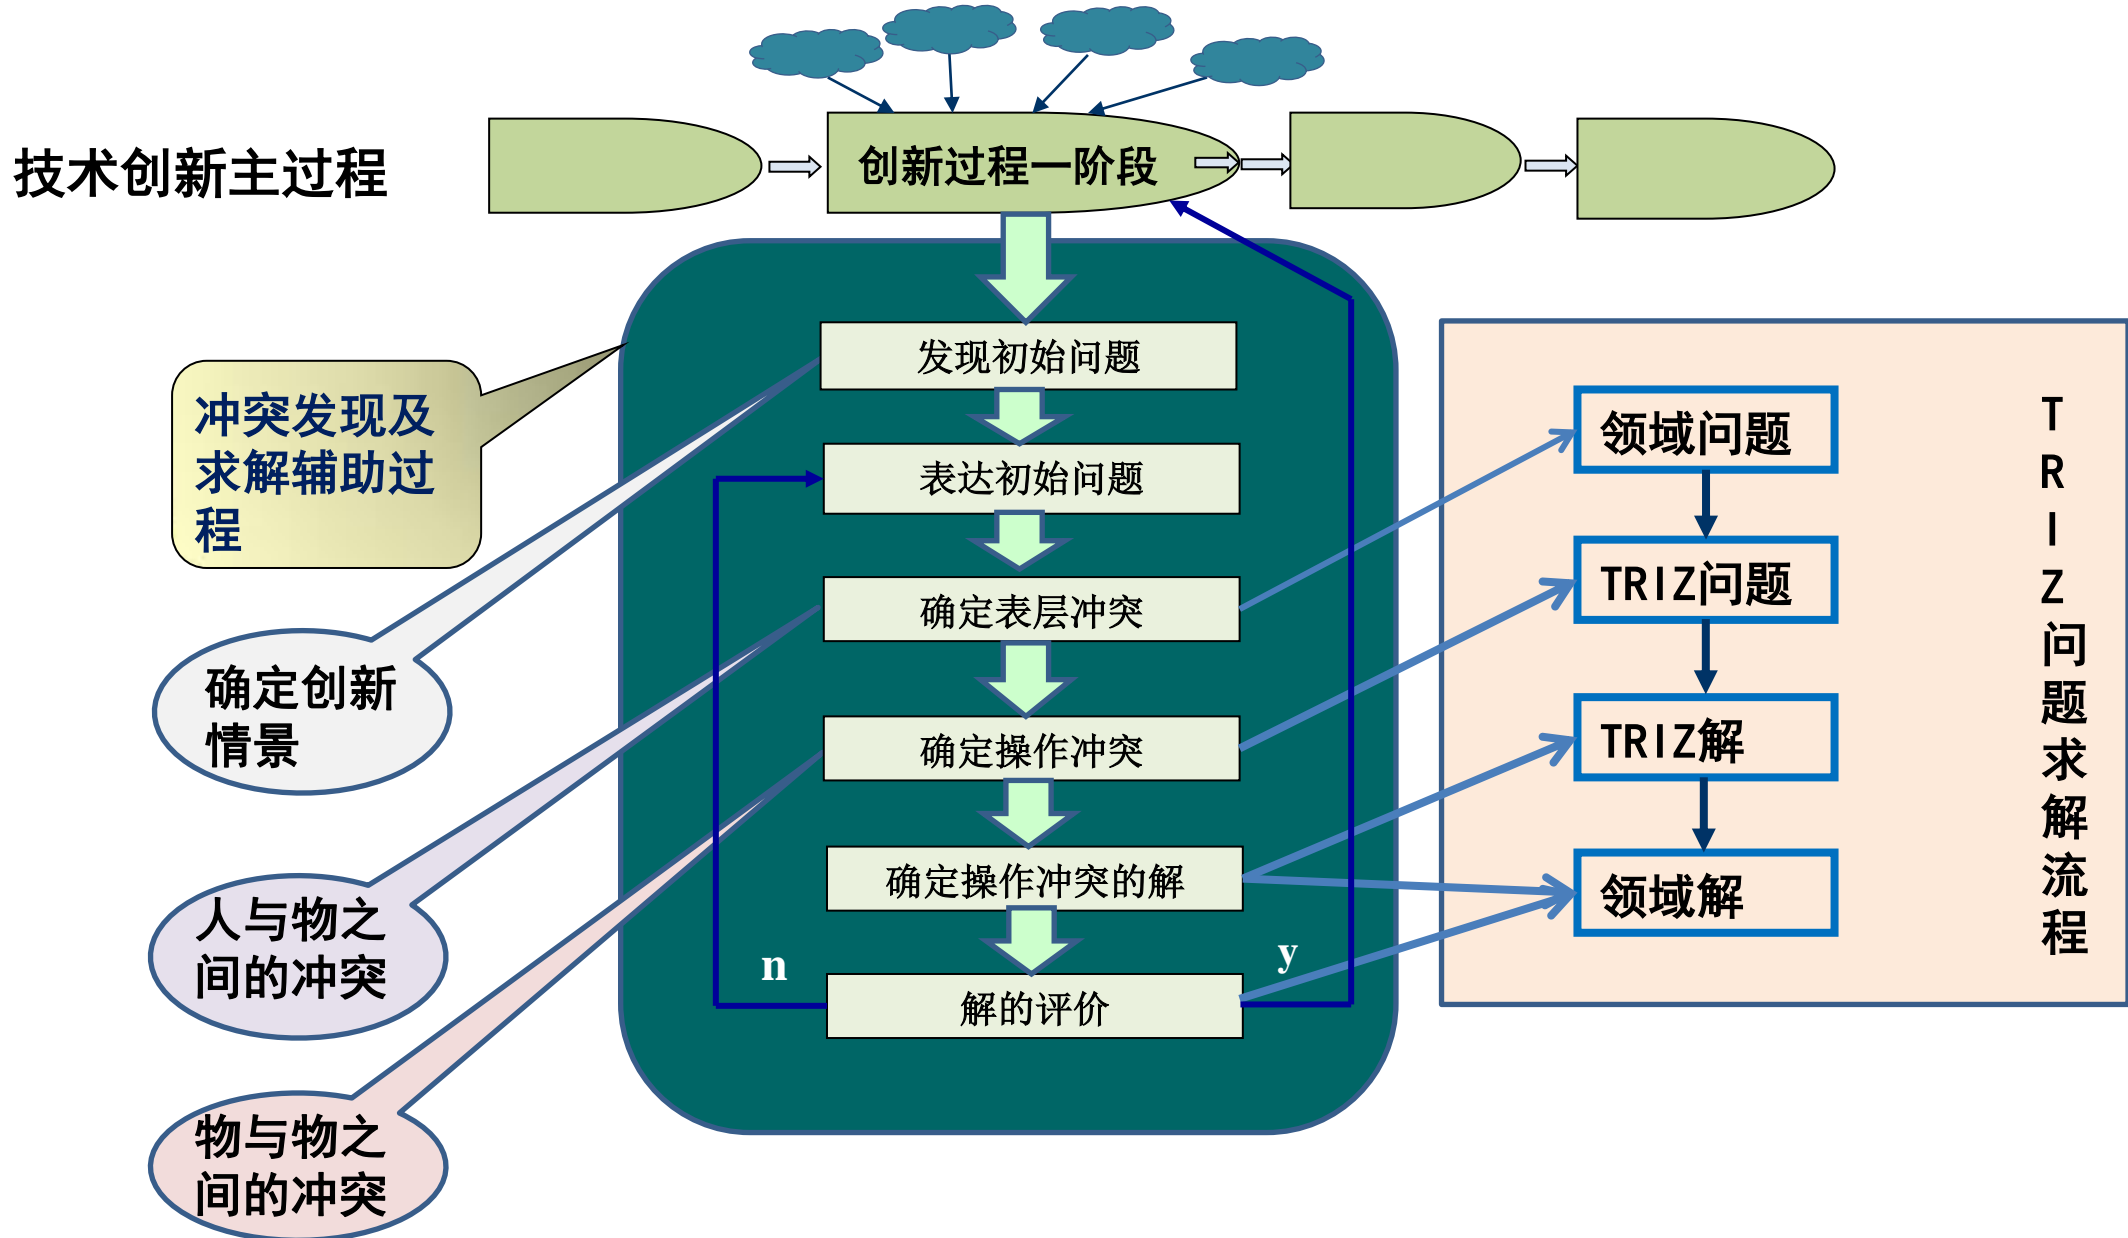 技术创新主过程
创新过程一阶段
冲突发现及
求解辅助过
程
确定创新
情景
人与物之
间的冲突
物与物之
间的冲突
发现初始问题
表达初始问题
确定表层冲突
确定操作冲突
确定操作冲突的解
解的评价
n
y
领域问题
TRIZ问题
TRIZ解
领域解
T
R
I
Z
问
题
求
解
流
程